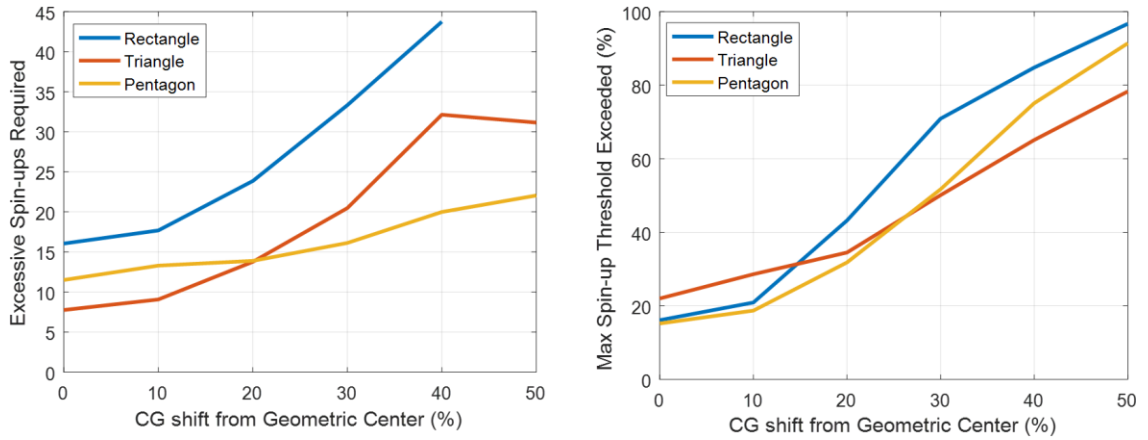 Excessive Spin-ups Required
45
40
35
30
25
20
15
10
5
0
Rectangle
Triangle
Pentagon
0 10 20 30 40 50
CG shift from Geometric Center (%)
Max Spin-up Threshold Exceeded (%)
100
80
60
40
20
0
Rectangle
Triangle
Pentagon
0 10 20 30 40 50
CG shift from Geometric Center (%)